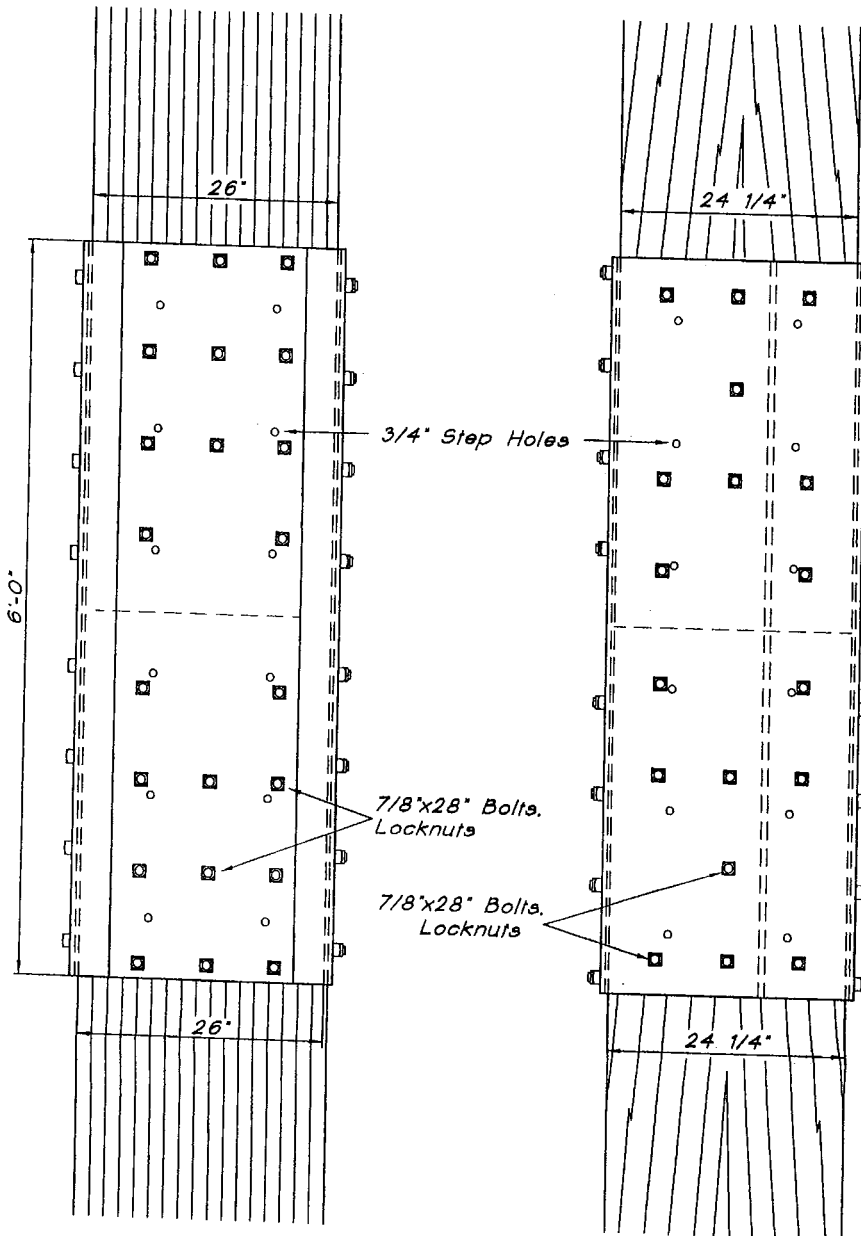 26"
24 1/4"
3/4" Step Holes
6'-0"
7/8"x28" Bolts.
Locknuts
7/8"x28" Bolts.
Locknuts
26"
24 1/4"